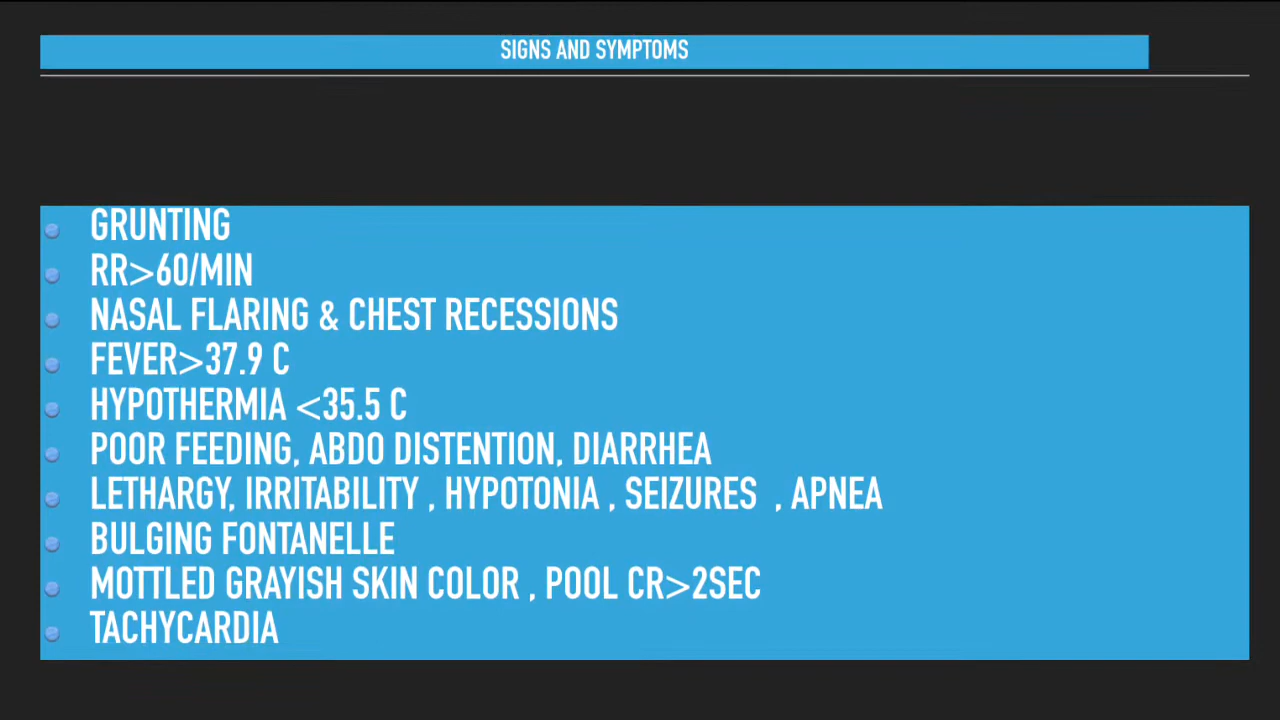 SIGNS AND SYMPTOMS
GRUNTING
RR>60/MIN
NASAL FLARING & CHEST RECESSIONS
FEVER>37.9 C
HYPOTHERMIA <35.5 C
POOR FEEDING, ABDO DISTENTION, DIARRHEA
LETHARGY, IRRITABILITY , HYPOTONIA , SEIZURES , APNEA
BULGING FONTANELLE
MOTTLED GRAYISH SKIN COLOR , POOL CR>2SEC
TACHYCARDIA